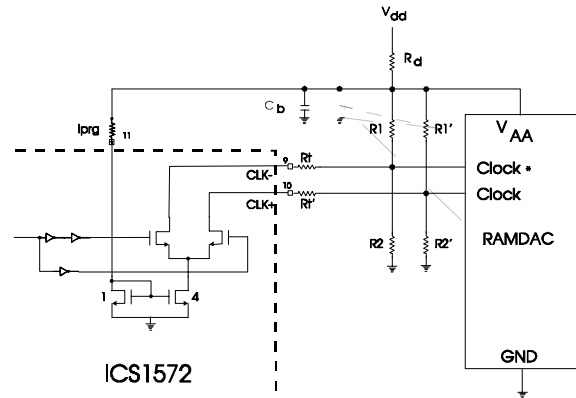 Vdd
Rd
Cb
Iprg
11
R1
R1'
VAA
9
Rt
CLK-
Clock *
10
Rt'
CLK+
Clock
R2
R2'
RAMDAC
1
4
GND
ICS1572